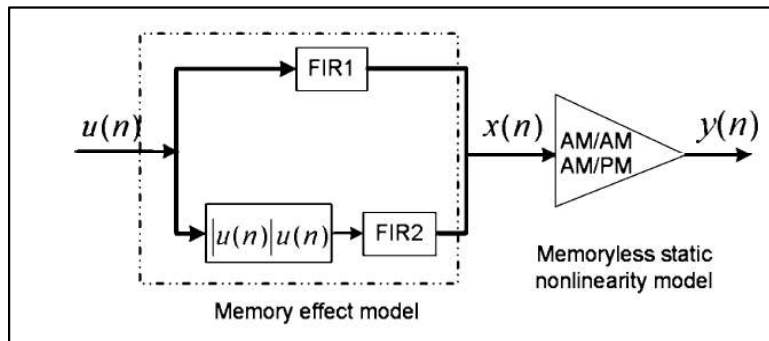 FIR1
u(n)
x(n)
AM/AM
AM/PM
y(n)
|u(n)|u(n)
FIR2
Memoryless static
nonlinearity model
Memory effect model